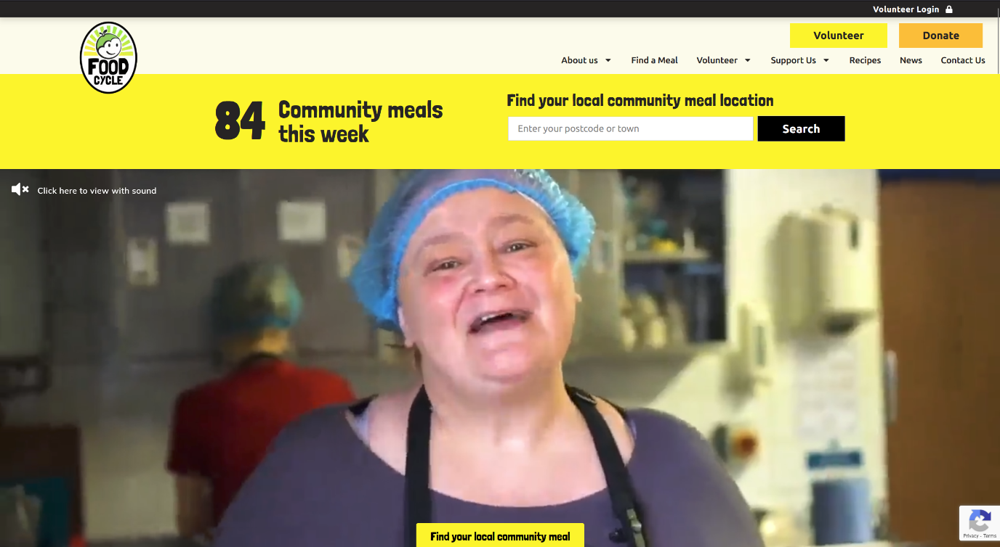 Volunteer Login
Volunteer
Donate
FOOD
CYCLE
About us
Find a Meal
Volunteer
Support Us
Recipes
News
Contact Us
84
Community meals
this week
Find your local community meal location
Enter your postcode or town
Search
Click here to view with sound
Find your local community meal
Privacy - Terms